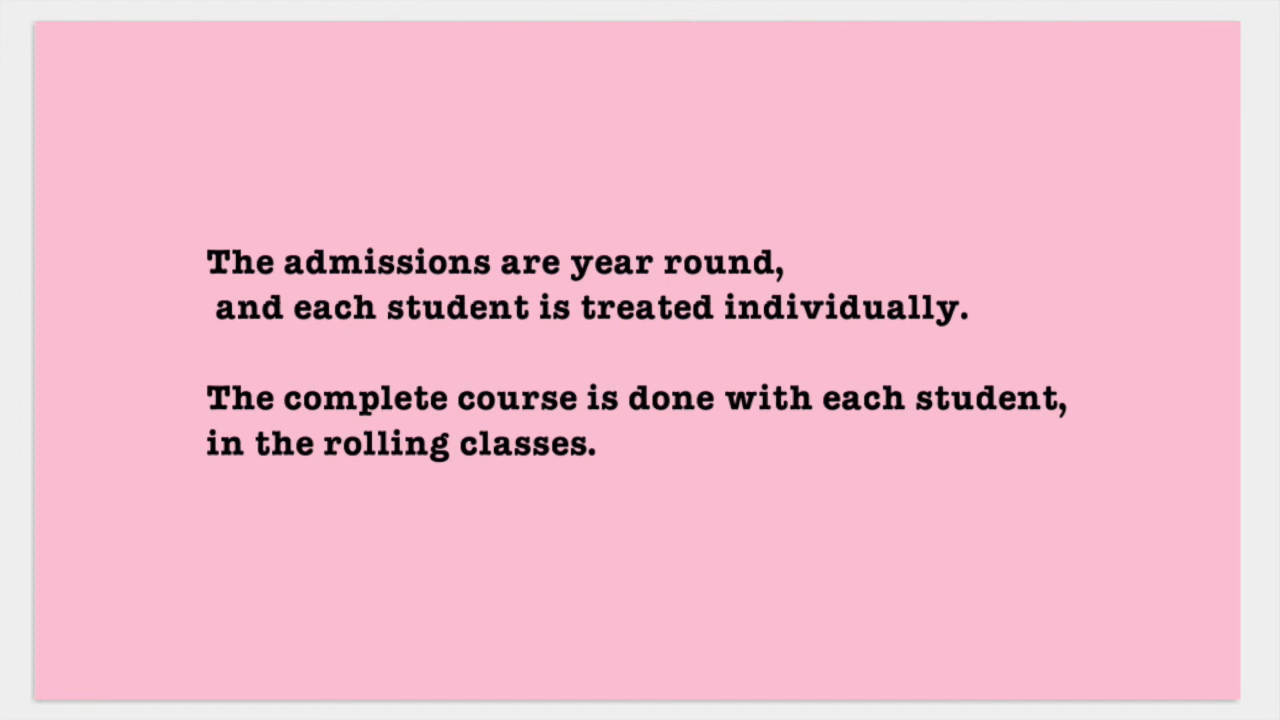 The admissions are year round,
and each student is treated individually.
The complete course is done with each student,
in the rolling classes.